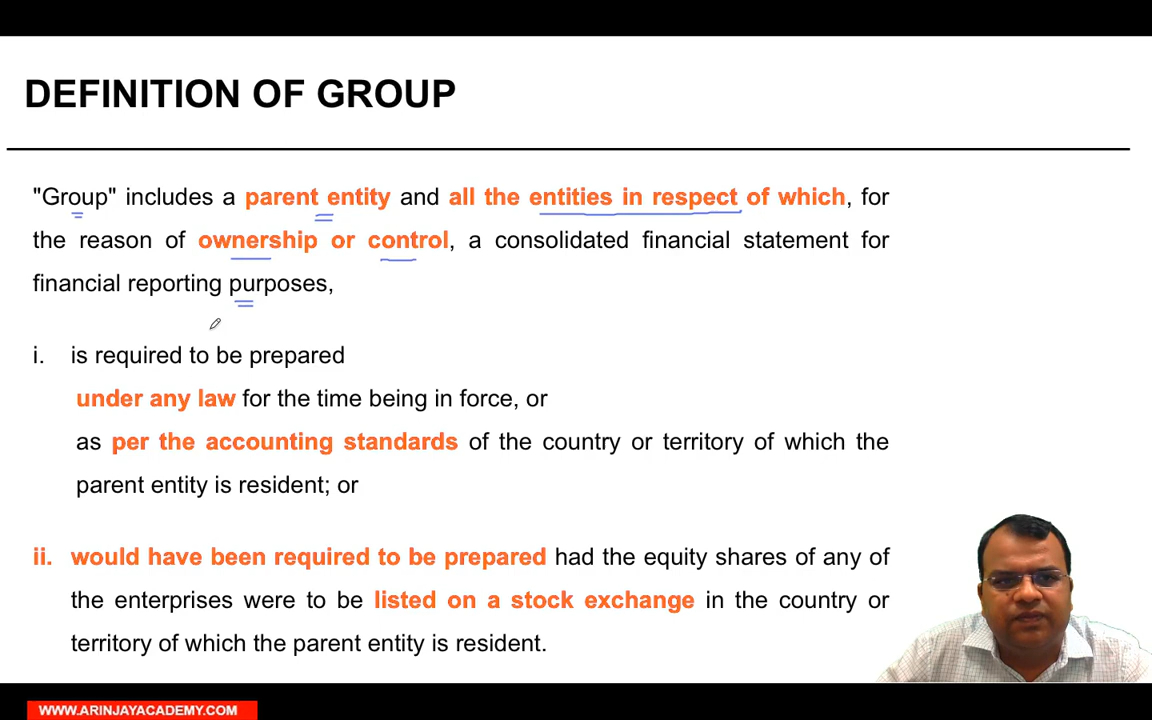 DEFINITION OF GROUP
"Group" includes a parent entity and all the entities in respect of which, for
the reason of ownership or control, a consolidated financial statement for
financial reporting purposes,
i. is required to be prepared
under any law for the time being in force, or
as per the accounting standards of the country or territory of which the
parent entity is resident; or
ii. would have been required to be prepared had the equity shares of any of
the enterprises were to be listed on a stock exchange in the country or
territory of which the parent entity is resident.
WWW.ARINJAYACADEMY.COM